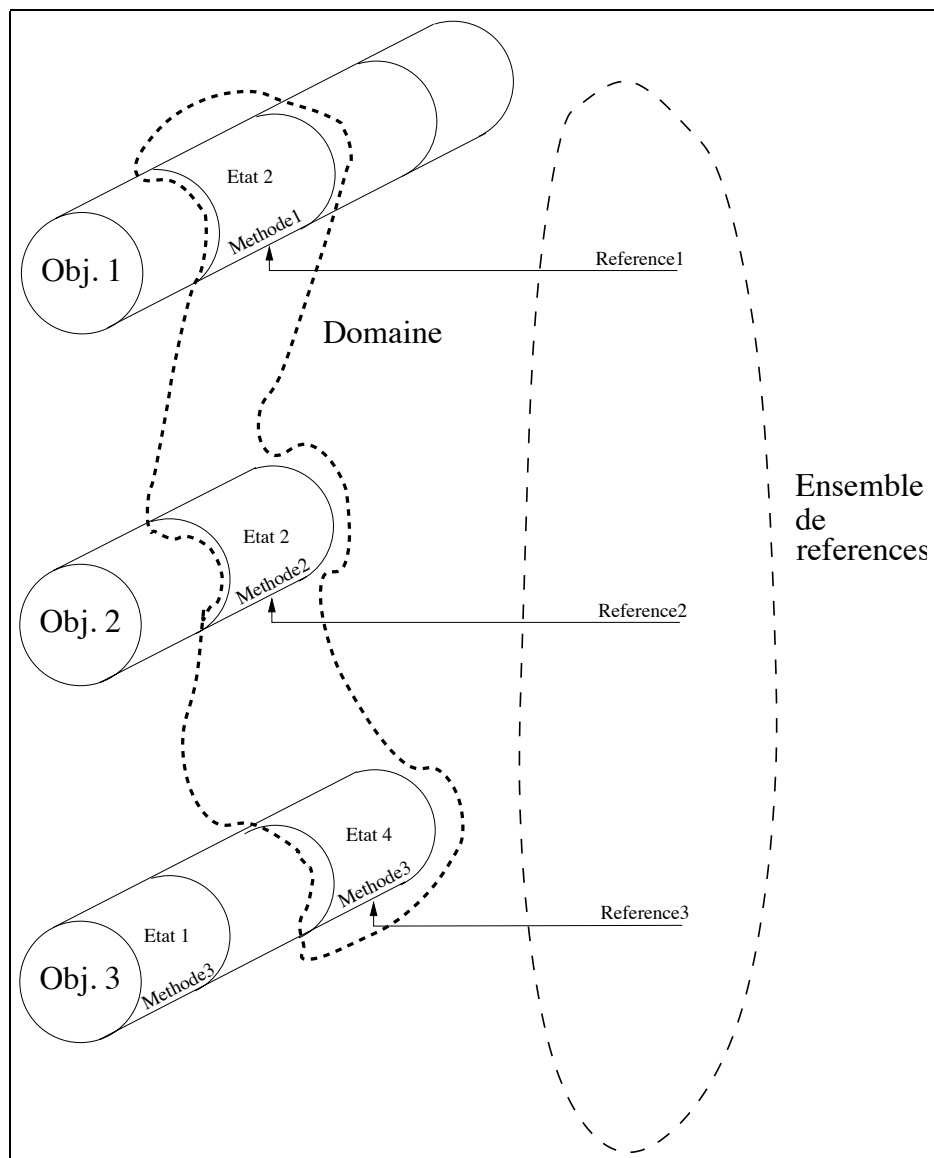 Etat 2
Methode1
Obj. 1
Reference1
Domaine
Ensemble
de
references
Etat 2
Methode2
Obj. 2
Reference2
Etat 4
Methode3
Reference3
Etat 1
Methode3
Obj. 3